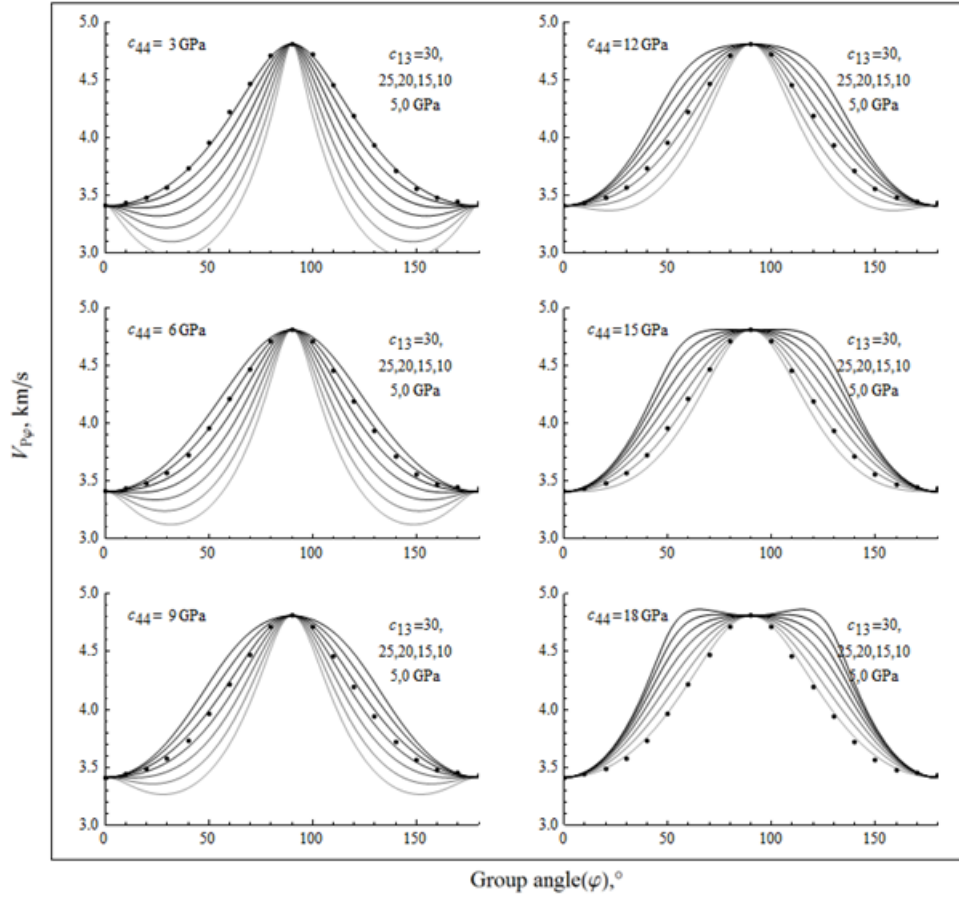 5.0
c44= 3 GPa
c13=30,
25,20,15,10
5,0 GPa
4.5
4.0
3.5
3.0
0 50 100 150
5.0
c44=12 GPa
c13=30,
25,20,15,10
5,0 GPa
4.5
4.0
3.5
3.0
0 50 100 150
5.0
c44= 6 GPa
c13=30,
25,20,15,10
5,0 GPa
4.5
4.0
3.5
3.0
0 50 100 150
5.0
c44=15 GPa
c13=30,
25,20,15,10
5,0 GPa
4.5
4.0
3.5
3.0
0 50 100 150
5.0
c44= 9 GPa
c13=30,
25,20,15,10
5,0 GPa
4.5
4.0
3.5
3.0
0 50 100 150
5.0
c44=18 GPa
c13=30,
25,20,15,10
5,0 GPa
4.5
4.0
3.5
3.0
0 50 100 150
VPφ, km/s
Group angle(φ),°